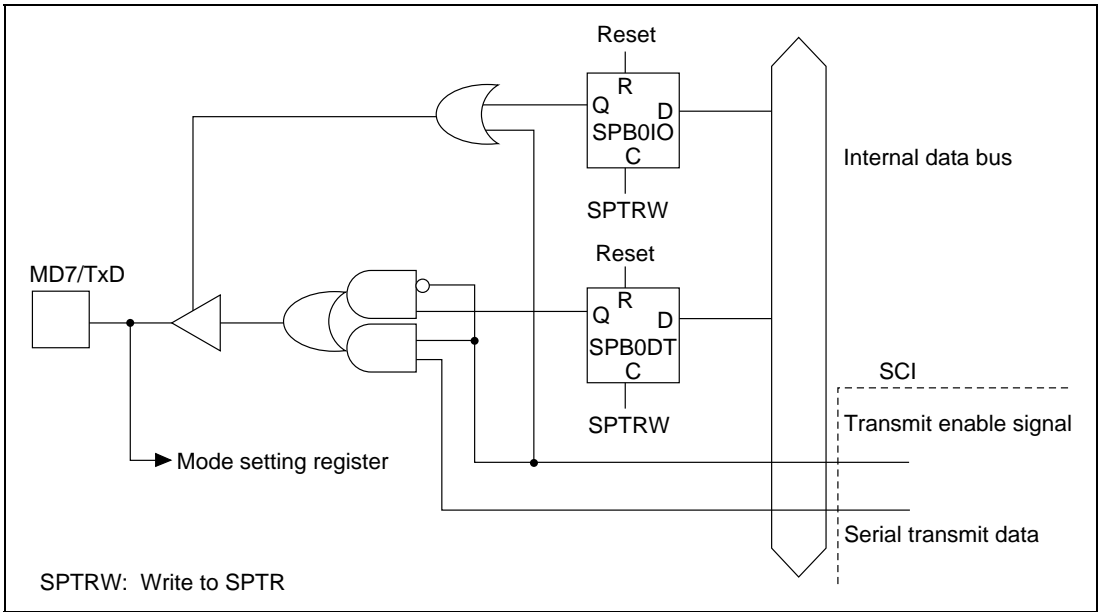 Reset
R
Q
D
SPB0IO
C
Internal data bus
SPTRW
Reset
MD7/TxD
R
Q
D
SPB0DT
C
SCI
SPTRW
Transmit enable signal
Mode setting register
Serial transmit data
SPTRW: Write to SPTR